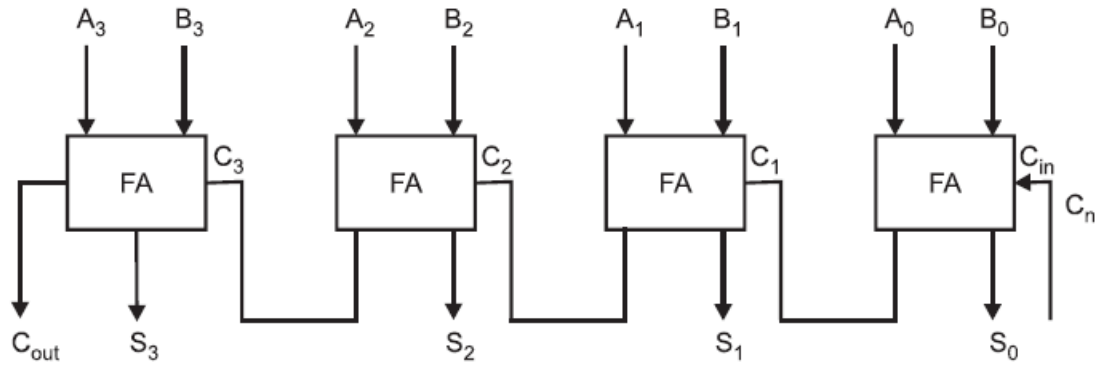 A3 B3 A2 B2 A1 B1 A0 B0
FA C3 FA C2 FA C1 FA Cin
Cn
Cout S3 S2 S1 S0